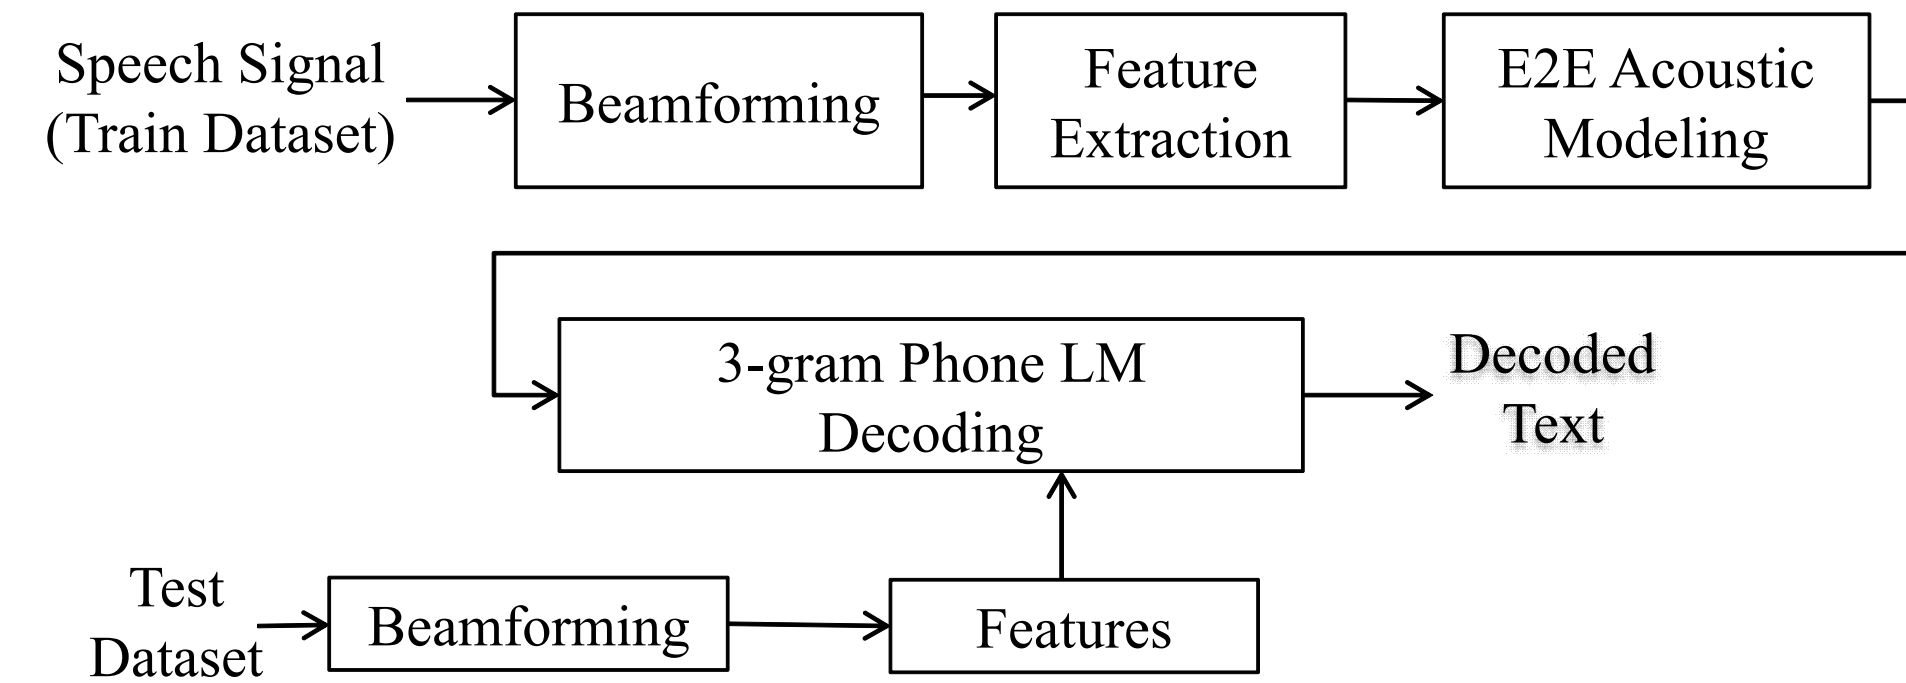 Speech Signal
(Train Dataset)
Beamforming
Feature
Extraction
E2E Acoustic
Modeling
3-gram Phone LM
Decoding
Decoded
Text
Test
Dataset
Beamforming
Features